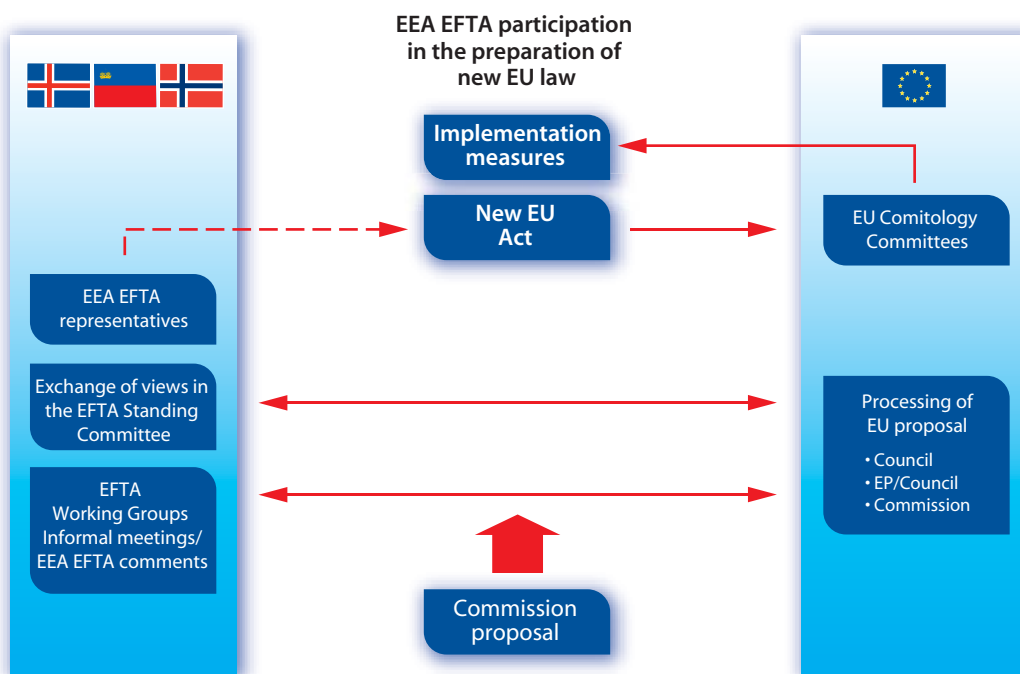 EEA EFTA participation
in the preparation of
new EU law
Implementation
measures
New EU
Act
EEA EFTA
representatives
Exchange of views in
the EFTA Standing
Committee
EFTA
Working Groups
Informal meetings/
EEA EFTA comments
Commission
proposal
EU Comitology
Committees
Processing of
EU proposal
• Council
• EP/Council
• Commission